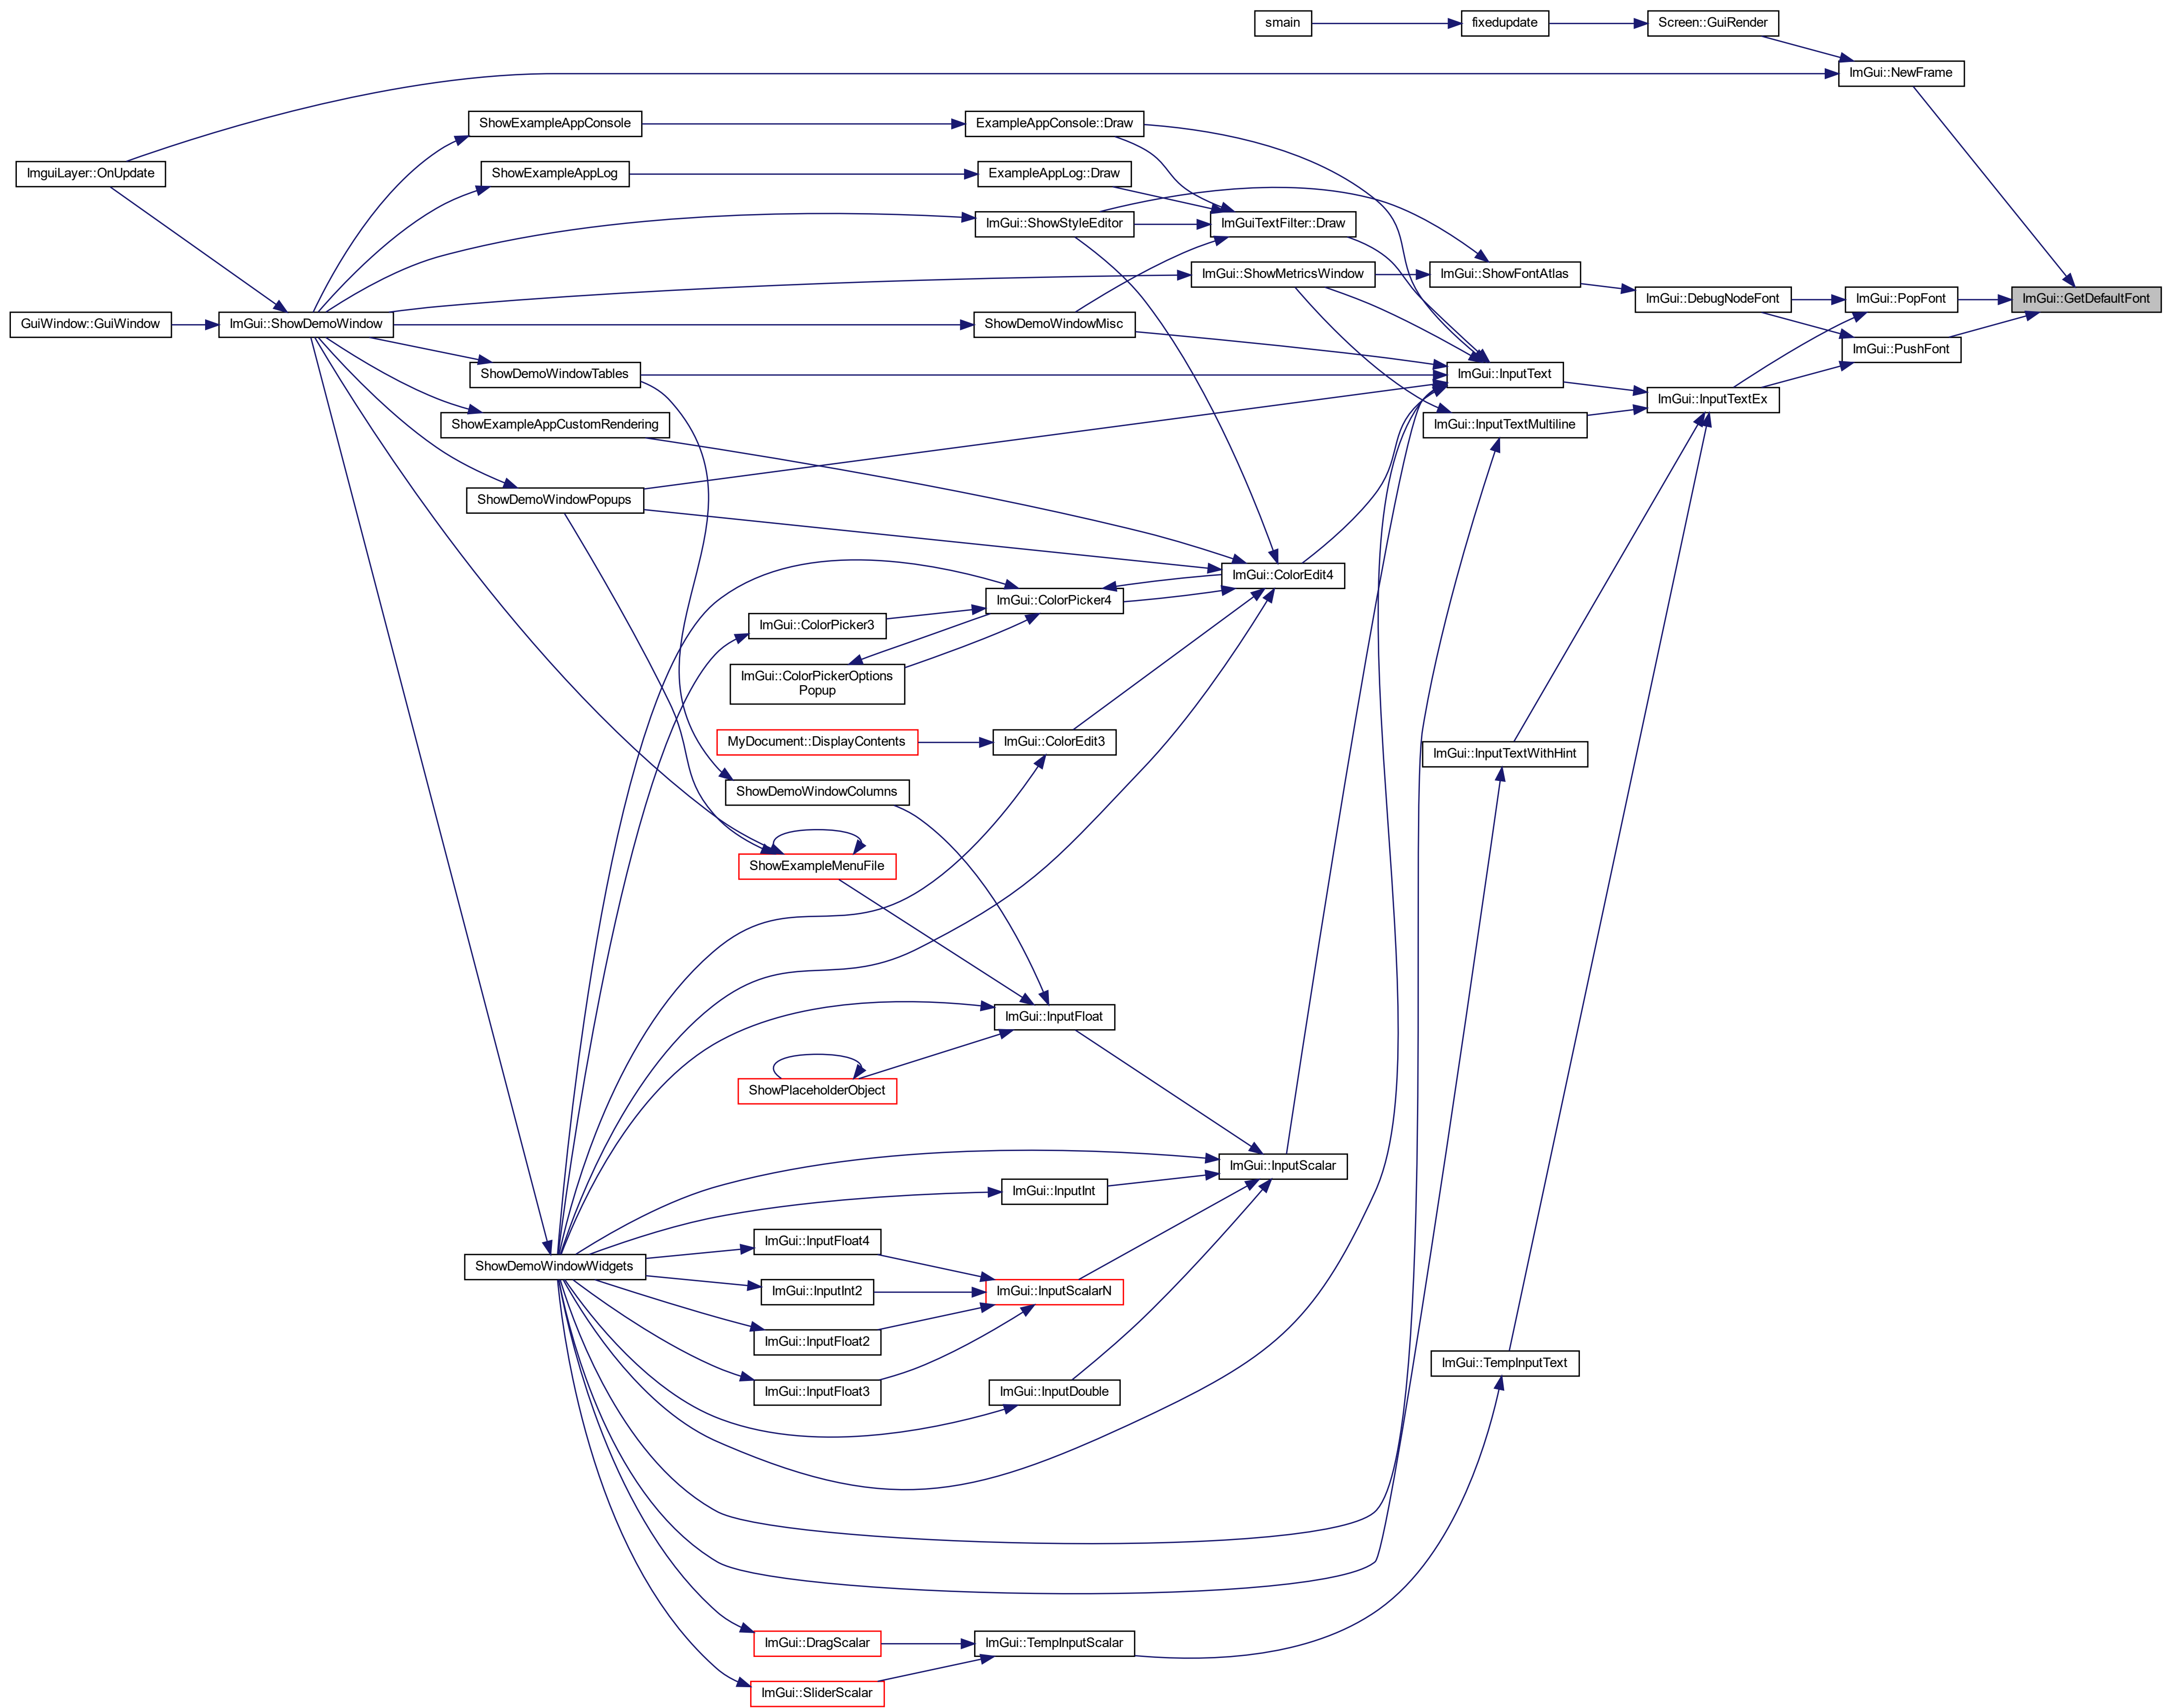 smain
fixedupdate
Screen::GuiRender
ImGui::NewFrame
ShowExampleAppConsole
ExampleAppConsole::Draw
ImguiLayer::OnUpdate
ShowExampleAppLog
ExampleAppLog::Draw
ImGui::ShowStyleEditor
ImGuiTextFilter::Draw
ImGui::ShowMetricsWindow
ImGui::ShowFontAtlas
ImGui::DebugNodeFont
ImGui::PopFont
ImGui::GetDefaultFont
GuiWindow::GuiWindow
ImGui::ShowDemoWindow
ShowDemoWindowMisc
ImGui::PushFont
ShowDemoWindowTables
ImGui::InputText
ImGui::InputTextEx
ShowExampleAppCustomRendering
ImGui::InputTextMultiline
ShowDemoWindowPopups
ImGui::ColorEdit4
ImGui::ColorPicker4
ImGui::ColorPicker3
ImGui::ColorPickerOptions
Popup
MyDocument::DisplayContents
ImGui::ColorEdit3
ImGui::InputTextWithHint
ShowDemoWindowColumns
ShowExampleMenuFile
ImGui::InputFloat
ShowPlaceholderObject
ImGui::InputScalar
ImGui::InputInt
ImGui::InputFloat4
ShowDemoWindowWidgets
ImGui::InputInt2
ImGui::InputScalarN
ImGui::InputFloat2
ImGui::TempInputText
ImGui::InputFloat3
ImGui::InputDouble
ImGui::DragScalar
ImGui::TempInputScalar
ImGui::SliderScalar